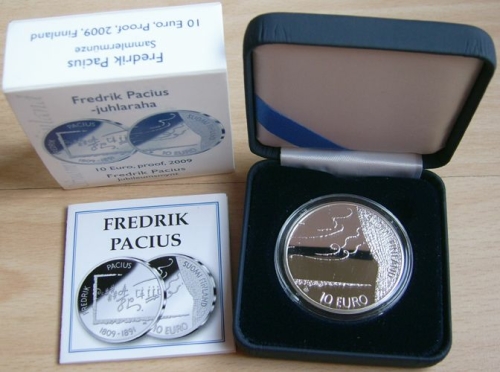 10 Euro, Proof, 2009, Finland
Sammlermünze
Fredrik Pacius
Fredrik Pacius
-juhlaraha
10 Euro, proof, 2009
Fredrik Pacius
jubileumsmynt
FREDRIK
PACIUS
FREDRIK
PACIUS
1809 - 1891
SUOMI FINLAND
10 EURO
10 EURO